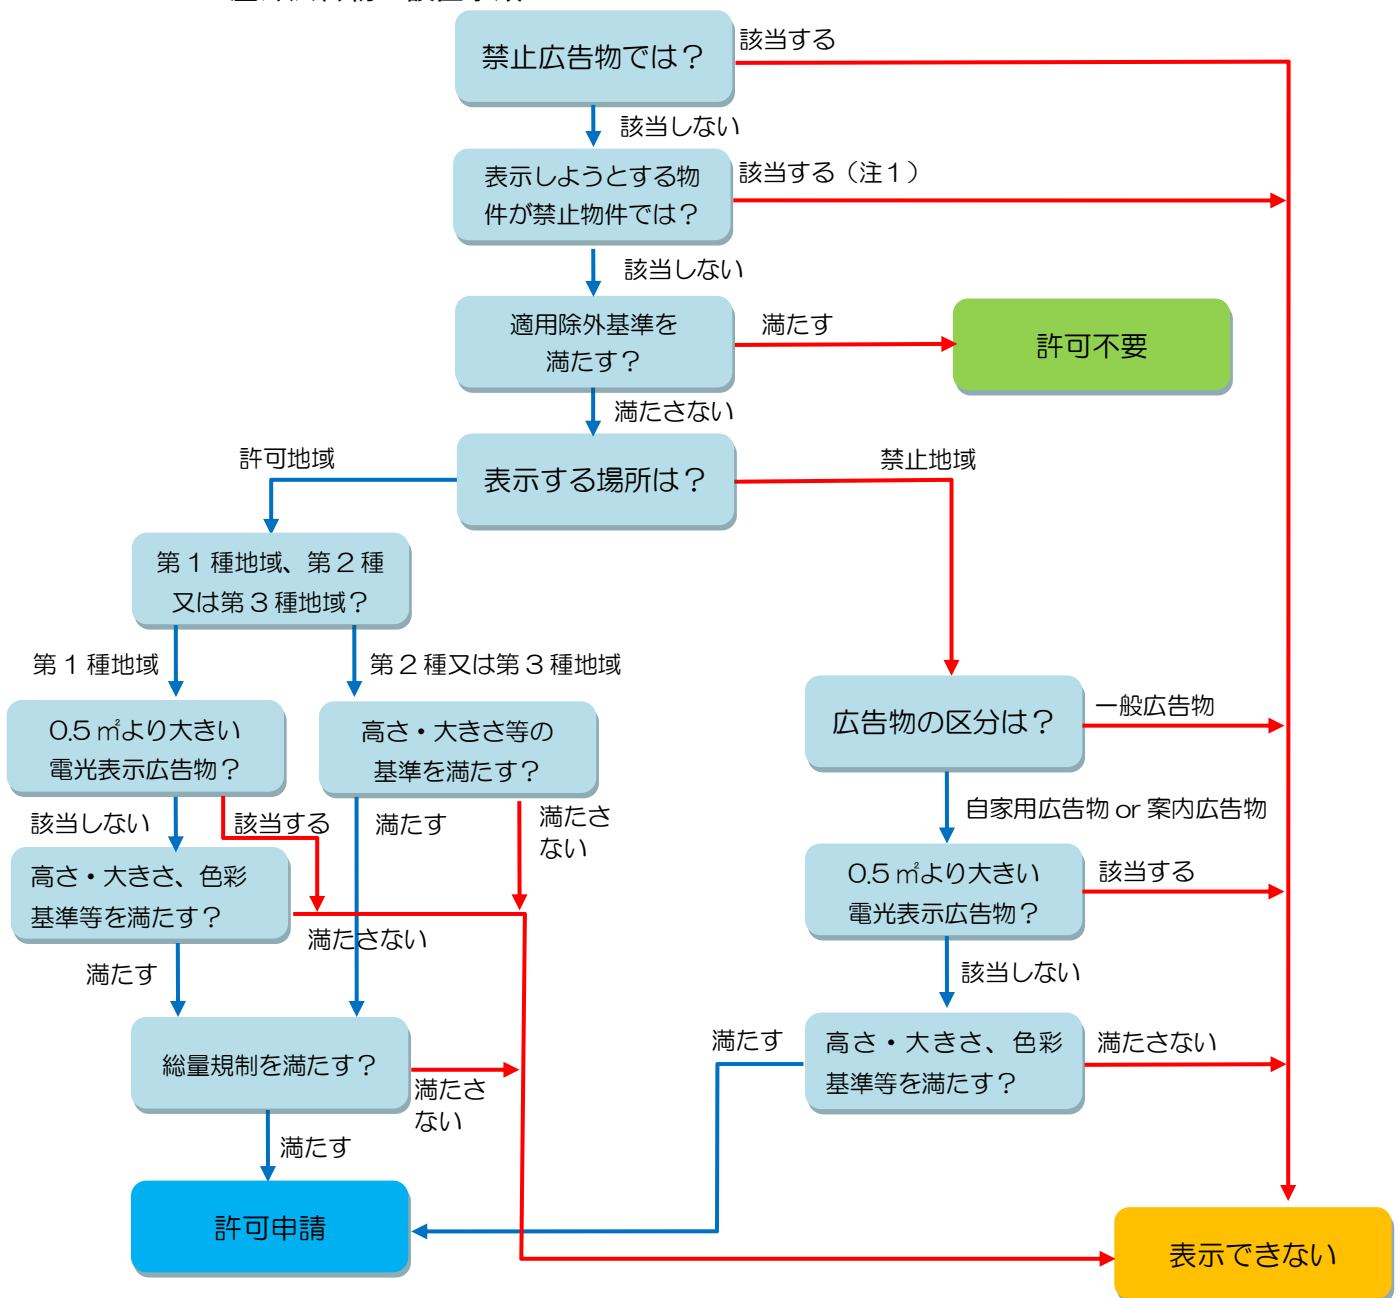 禁止広告物では？
該当する
該当しない
表示しようとする物
件が禁止物件では？
該当する（注１）
該当しない
適用除外基準を
満たす？
満たす
許可不要
満たさない
許可地域
表示する場所は？
禁止地域
第１種地域、第２種
又は第３種地域？
第１種地域
第２種又は第３種地域
0.5㎡より大きい
電光表示広告物？
高さ・大きさ等の
基準を満たす？
広告物の区分は？
一般広告物
該当しない
該当する
満たす
満たさ
ない
自家用広告物 or 案内広告物
高さ・大きさ、色彩
基準等を満たす？
満たさない
0.5㎡より大きい
電光表示広告物？
該当する
満たす
該当しない
総量規制を満たす？
満たさ
ない
満たす
高さ・大きさ、色彩
基準等を満たす？
満たさない
満たす
許可申請
表示できない